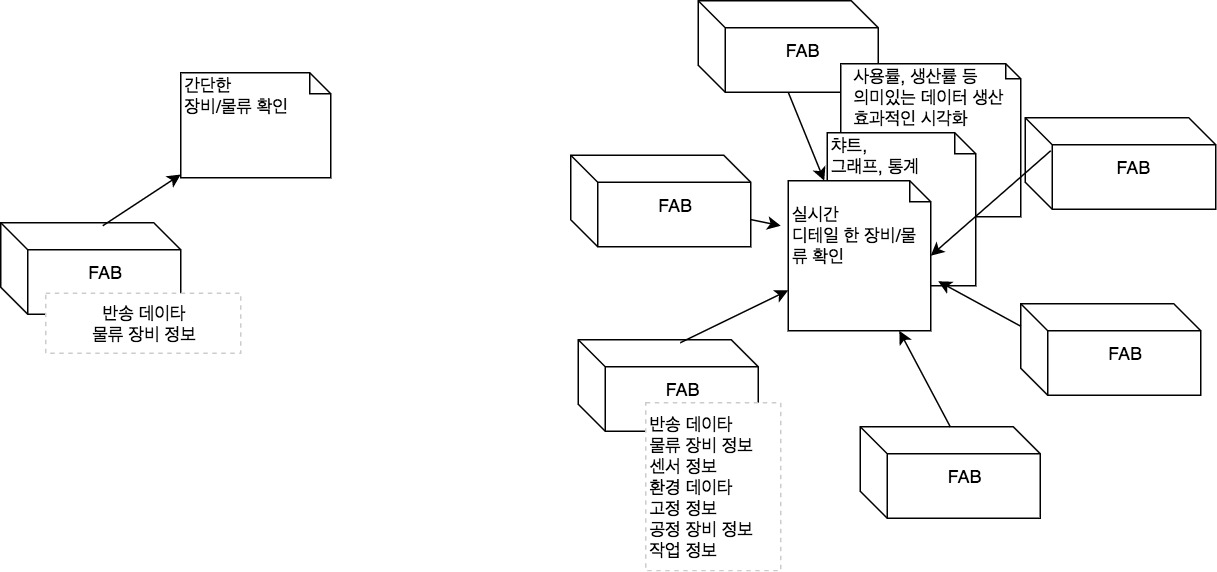 간단한
장비/물류 확인
FAB
반송 데이타
물류 장비 정보
FAB
사용률, 생산률 등
의미있는 데이터 생산
효과적인 시각화
챠트,
그래프, 통계
FAB
FAB
실시간
디테일 한 장비/물
류 확인
FAB
FAB
반송 데이타
물류 장비 정보
센서 정보
환경 데이타
고정 정보
공정 장비 정보
작업 정보
FAB